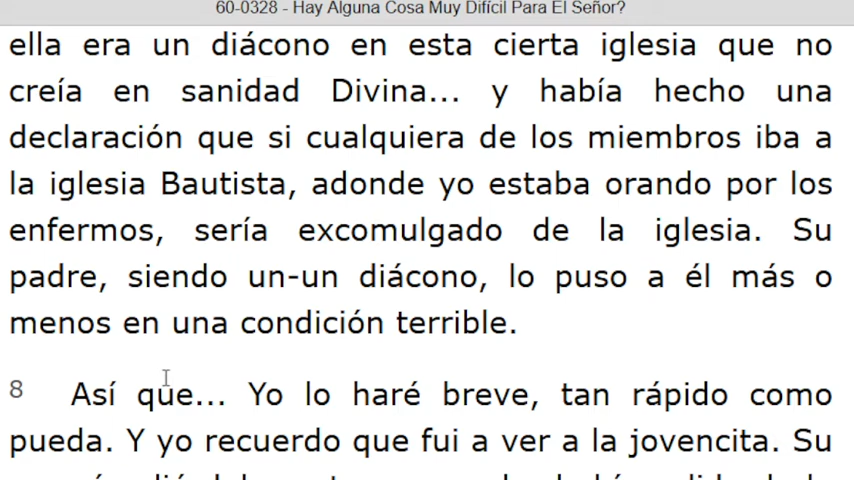 60-0328 - Hay Alguna Cosa Muy Difícil Para El Señor?
ella era un diácono en esta cierta iglesia que no
creía en sanidad Divina... y había hecho una
declaración que si cualquiera de los miembros iba a
la iglesia Bautista, adonde yo estaba orando por los
enfermos, sería excomulgado de la iglesia. Su
padre, siendo un-un diácono, lo puso a él más o
menos en una condición terrible.
8 Así que... Yo lo haré breve, tan rápido como
pueda. Y yo recuerdo que fui a ver a la jovencita. Su